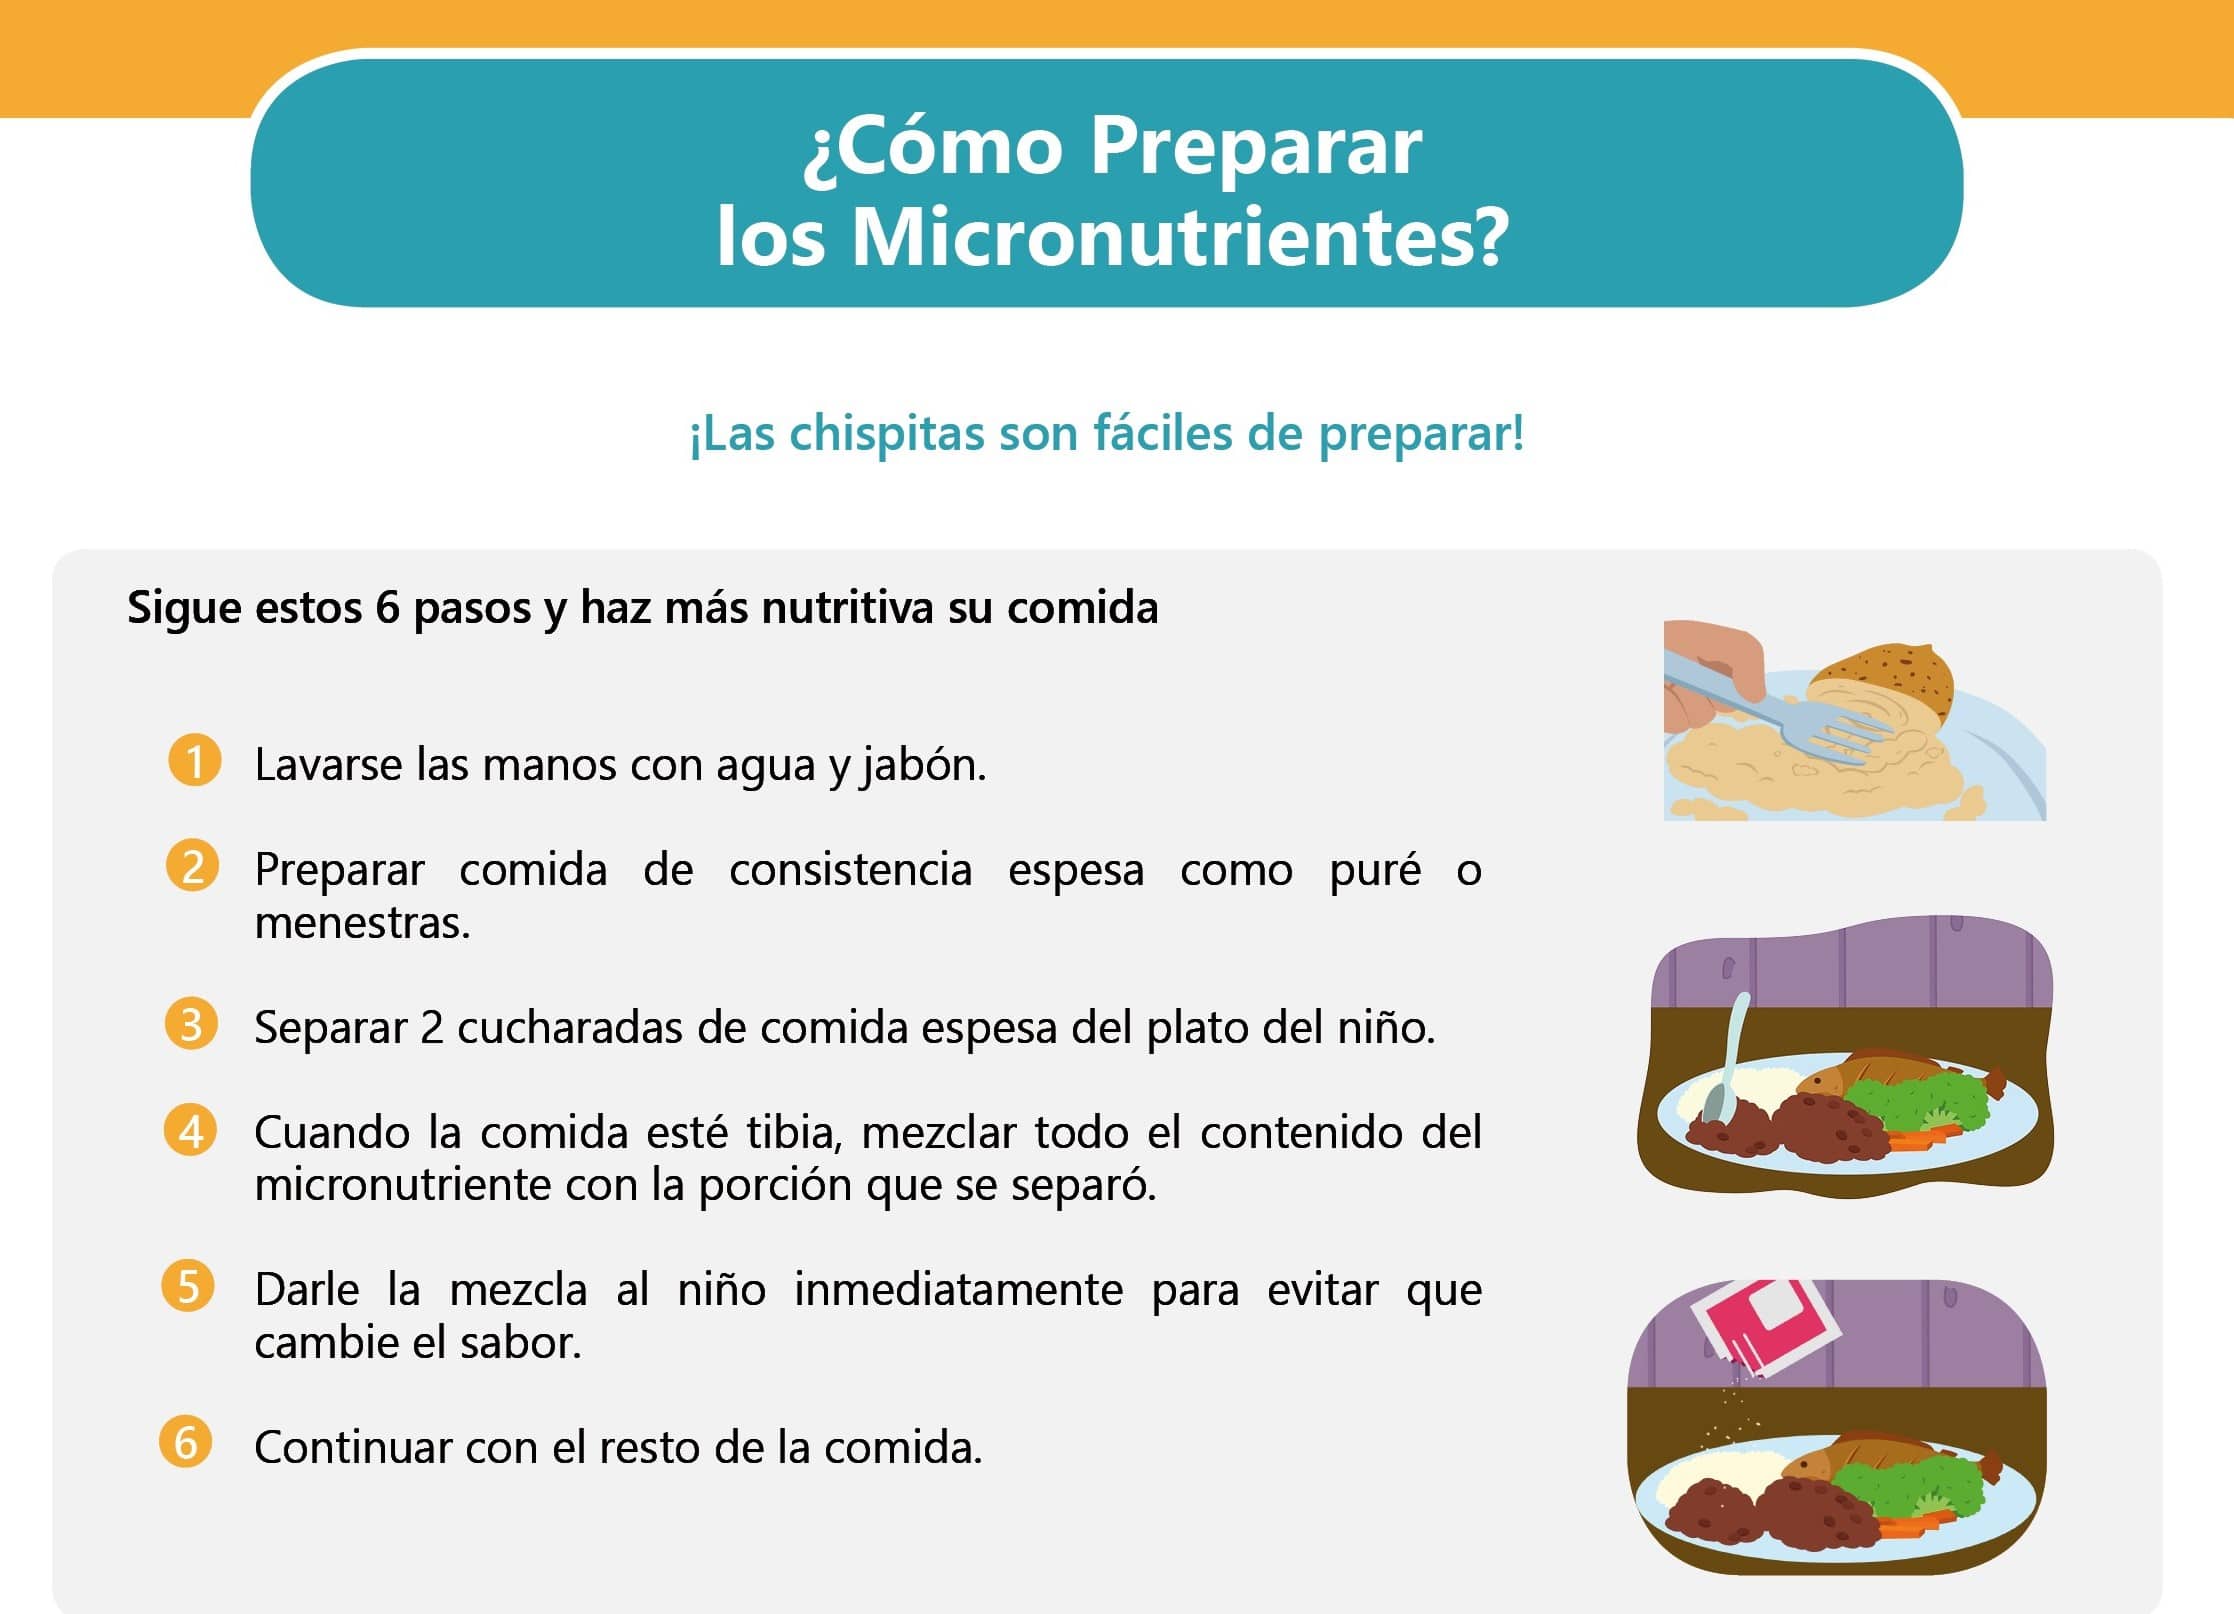 ¿Cómo Preparar
los Micronutrientes?
¡Las chispitas son fáciles de preparar!
Sigue estos 6 pasos y haz más nutritiva su comida
1 Lavarse las manos con agua y jabón.
2 Preparar comida de consistencia espesa como puré o
menestras.
3 Separar 2 cucharadas de comida espesa del plato del niño.
4 Cuando la comida esté tibia, mezclar todo el contenido del
micronutriente con la porción que se separó.
5 Darle la mezcla al niño inmediatamente para evitar que
cambie el sabor.
6 Continuar con el resto de la comida.